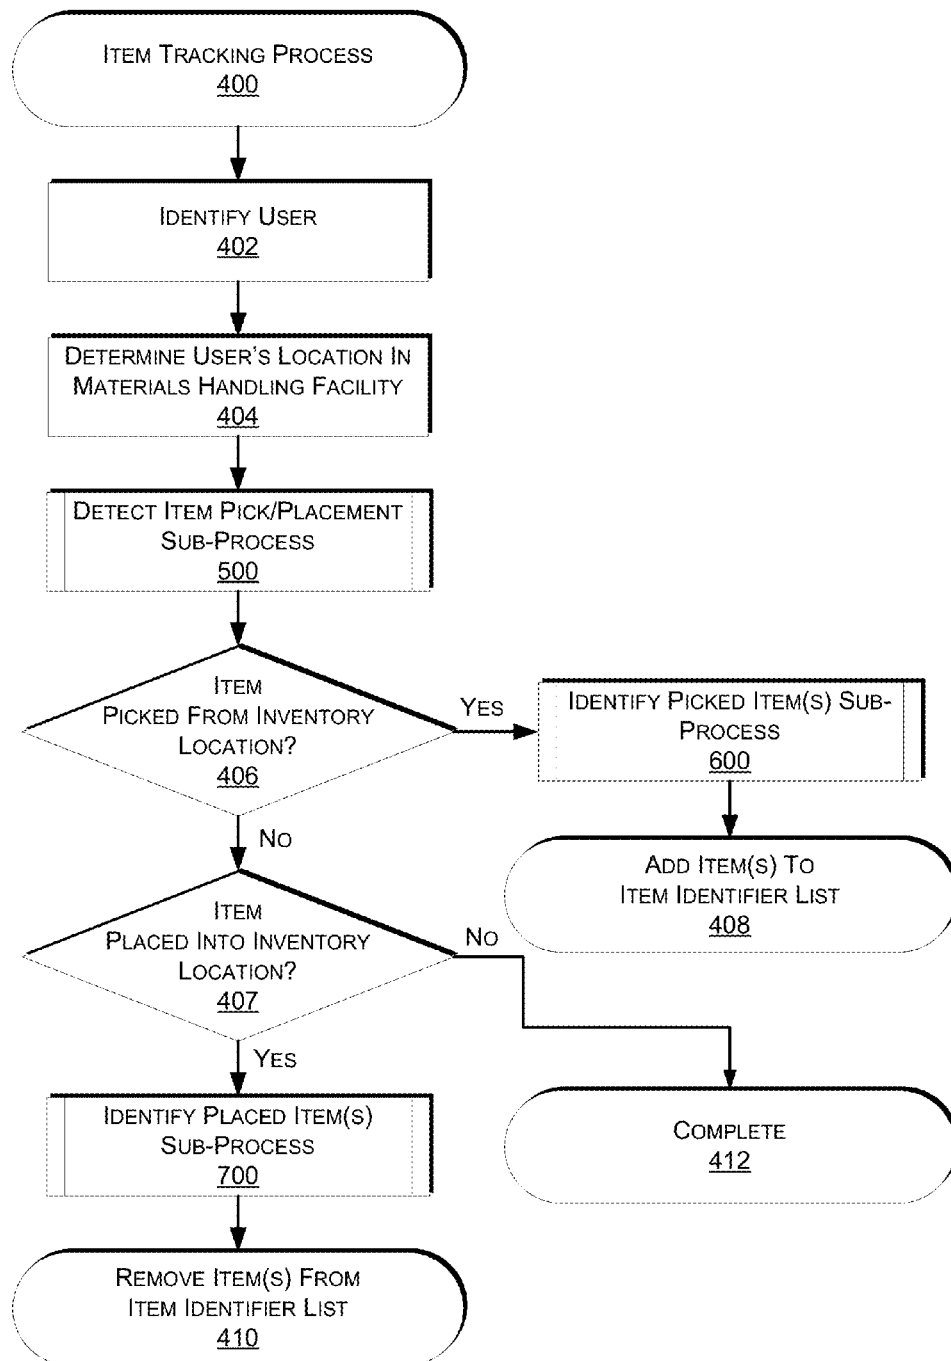 ITEM TRACKING PROCESS
400
IDENTIFY USER
402
DETERMINE USER'S LOCATION IN
MATERIALS HANDLING FACILITY
404
DETECT ITEM PICK/PLACEMENT
SUB-PROCESS
500
ITEM
PICKED FROM INVENTORY
LOCATION?
406
YES
IDENTIFY PICKED ITEM(S) SUB-
PROCESS
600
NO
ADD ITEM(S) TO
ITEM IDENTIFIER LIST
408
ITEM
PLACED INTO INVENTORY
LOCATION?
407
NO
YES
IDENTIFY PLACED ITEM(S)
SUB-PROCESS
700
COMPLETE
412
REMOVE ITEM(S) FROM
ITEM IDENTIFIER LIST
410